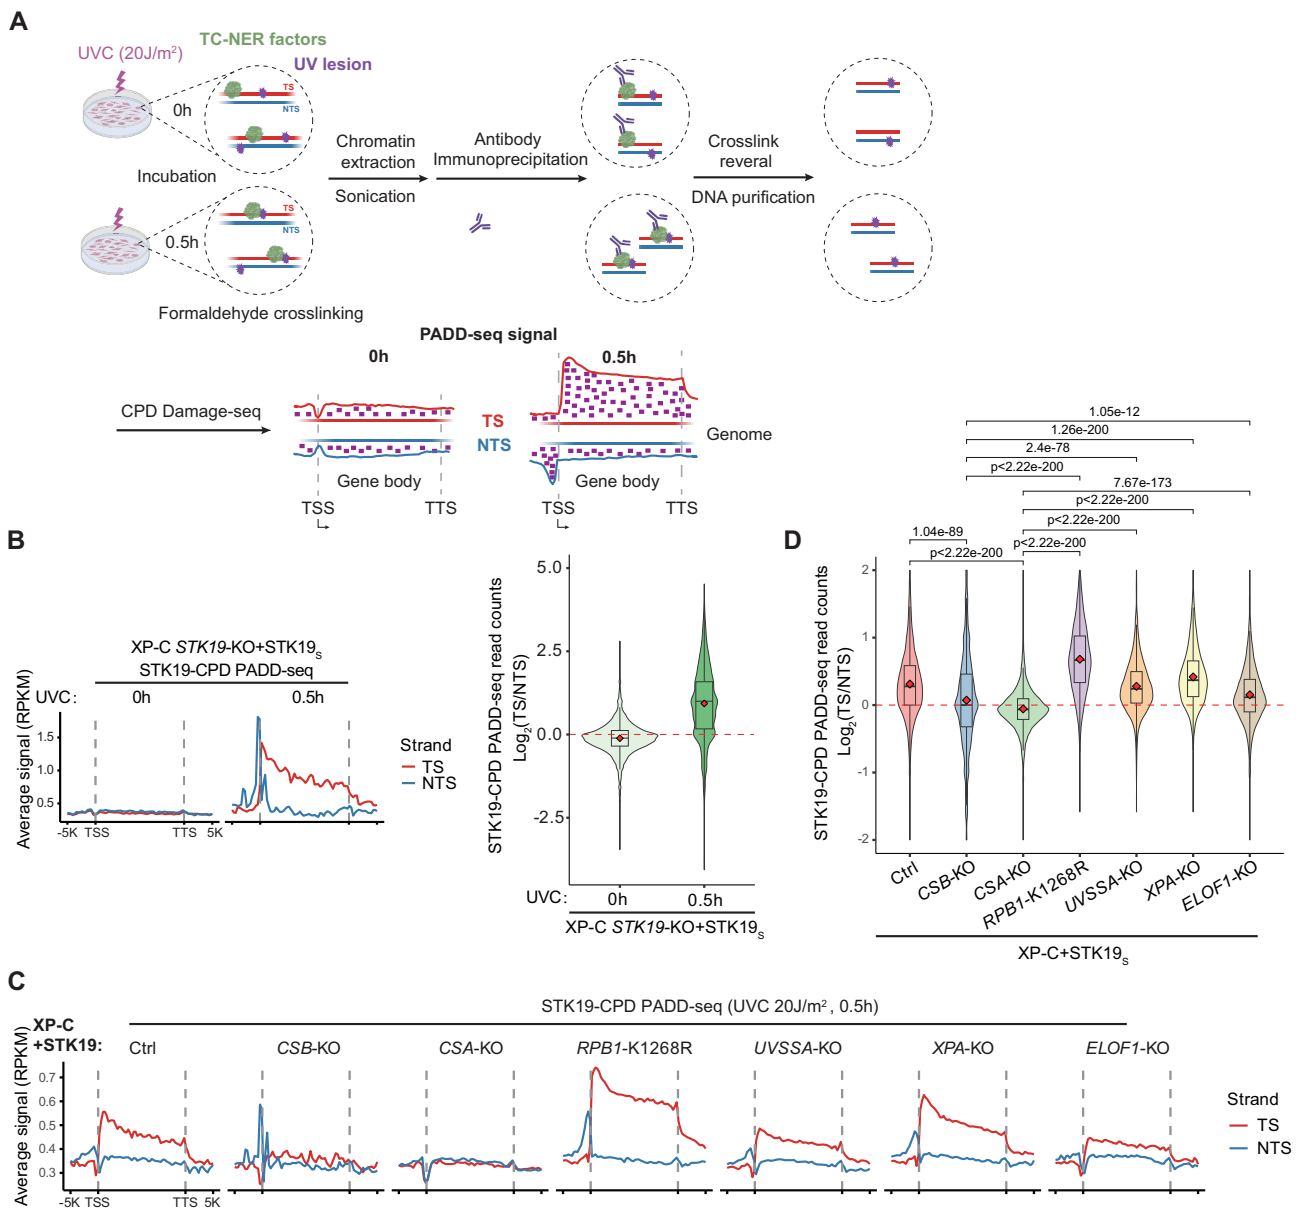 A
UVC (20J/m²)
TC-NER factors
UV lesion
TS
NTS
0h
Incubation
TS
NTS
0.5h
Formaldehyde crosslinking
Chromatin
extraction
Sonication
Antibody
Immunoprecipitation
Crosslink
reveral
DNA purification
PADD-seq signal
0h
0.5h
CPD Damage-seq
TS
NTS
Genome
Gene body
Gene body
TSS
TTS
TSS
TTS
B
XP-C STK19-KO+STK19S
STK19-CPD PADD-seq
UVC:
0h
0.5h
Average signal (RPKM)
1.5
1.0
0.5
-5K
TSS
TTS
5K
Strand
TS
NTS
STK19-CPD PADD-seq read counts
Log2(TS/NTS)
5.0
2.5
0.0
-2.5
UVC:
0h
0.5h
XP-C STK19-KO+STK19S
D
1.05e-12
1.26e-200
2.4e-78
p<2.22e-200
7.67e-173
p<2.22e-200
p<2.22e-200
1.04e-89
p<2.22e-200
p<2.22e-200
STK19-CPD PADD-seq read counts
Log2(TS/NTS)
2
1
0
-1
-2
Ctrl
CSB-KO
CSA-KO
RPB1-K1268R
UVSSA-KO
XPA-KO
ELOF1-KO
XP-C+STK19S
C
STK19-CPD PADD-seq (UVC 20J/m², 0.5h)
XP-C
+STK19:
Ctrl
CSB-KO
CSA-KO
RPB1-K1268R
UVSSA-KO
XPA-KO
ELOF1-KO
Average signal (RPKM)
0.7
0.6
0.5
0.4
0.3
-5K
TSS
TTS
5K
Strand
TS
NTS